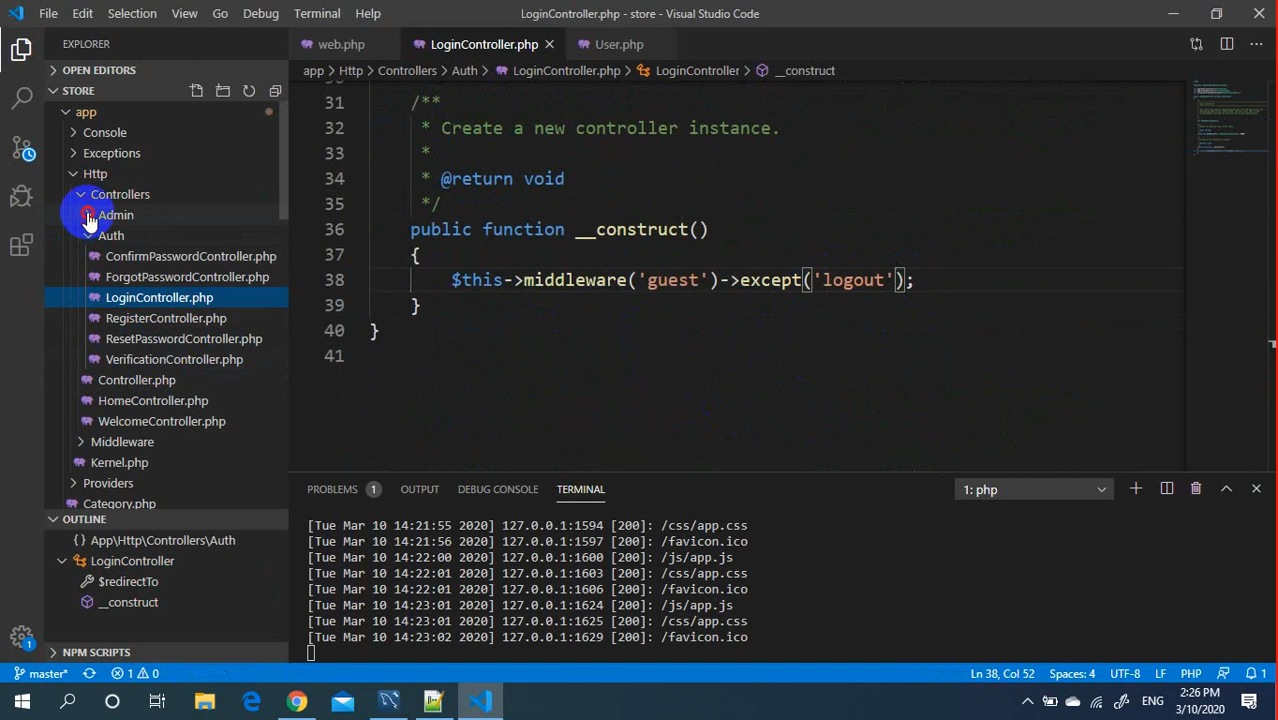 File Edit Selection View Go Debug Terminal Help LoginController.php - store - Visual Studio Code
EXPLORER
web.php LoginController.php User.php
OPEN EDITORS
app > Http > Controllers > Auth > LoginController.php > LoginController > __construct
STORE
app
Console
Exceptions
Http
Controllers
Admin
Auth
ConfirmPasswordController.php
ForgotPasswordController.php
LoginController.php
RegisterController.php
ResetPasswordController.php
VerificationController.php
Controller.php
HomeController.php
WelcomeController.php
Middleware
Kernel.php
Providers
Category.php
OUTLINE
{} App\Http\Controllers\Auth
LoginController
$redirectTo
__construct
NPM SCRIPTS
31 /**
32 * Create a new controller instance.
33 *
34 * @return void
35 */
36 public function __construct()
37 {
38 $this->middleware('guest')->except('logout');
39 }
40 }
41
PROBLEMS 1 OUTPUT DEBUG CONSOLE TERMINAL 1: php
[Tue Mar 10 14:21:55 2020] 127.0.0.1:1594 [200]: /css/app.css
[Tue Mar 10 14:21:56 2020] 127.0.0.1:1597 [200]: /favicon.ico
[Tue Mar 10 14:22:00 2020] 127.0.0.1:1600 [200]: /js/app.js
[Tue Mar 10 14:22:01 2020] 127.0.0.1:1603 [200]: /css/app.css
[Tue Mar 10 14:22:01 2020] 127.0.0.1:1606 [200]: /favicon.ico
[Tue Mar 10 14:23:01 2020] 127.0.0.1:1624 [200]: /js/app.js
[Tue Mar 10 14:23:01 2020] 127.0.0.1:1625 [200]: /css/app.css
[Tue Mar 10 14:23:02 2020] 127.0.0.1:1629 [200]: /favicon.ico
1
master* 1 0 Ln 38, Col 52 Spaces: 4 UTF-8 LF PHP 1
ENG
2:26 PM
3/10/2020